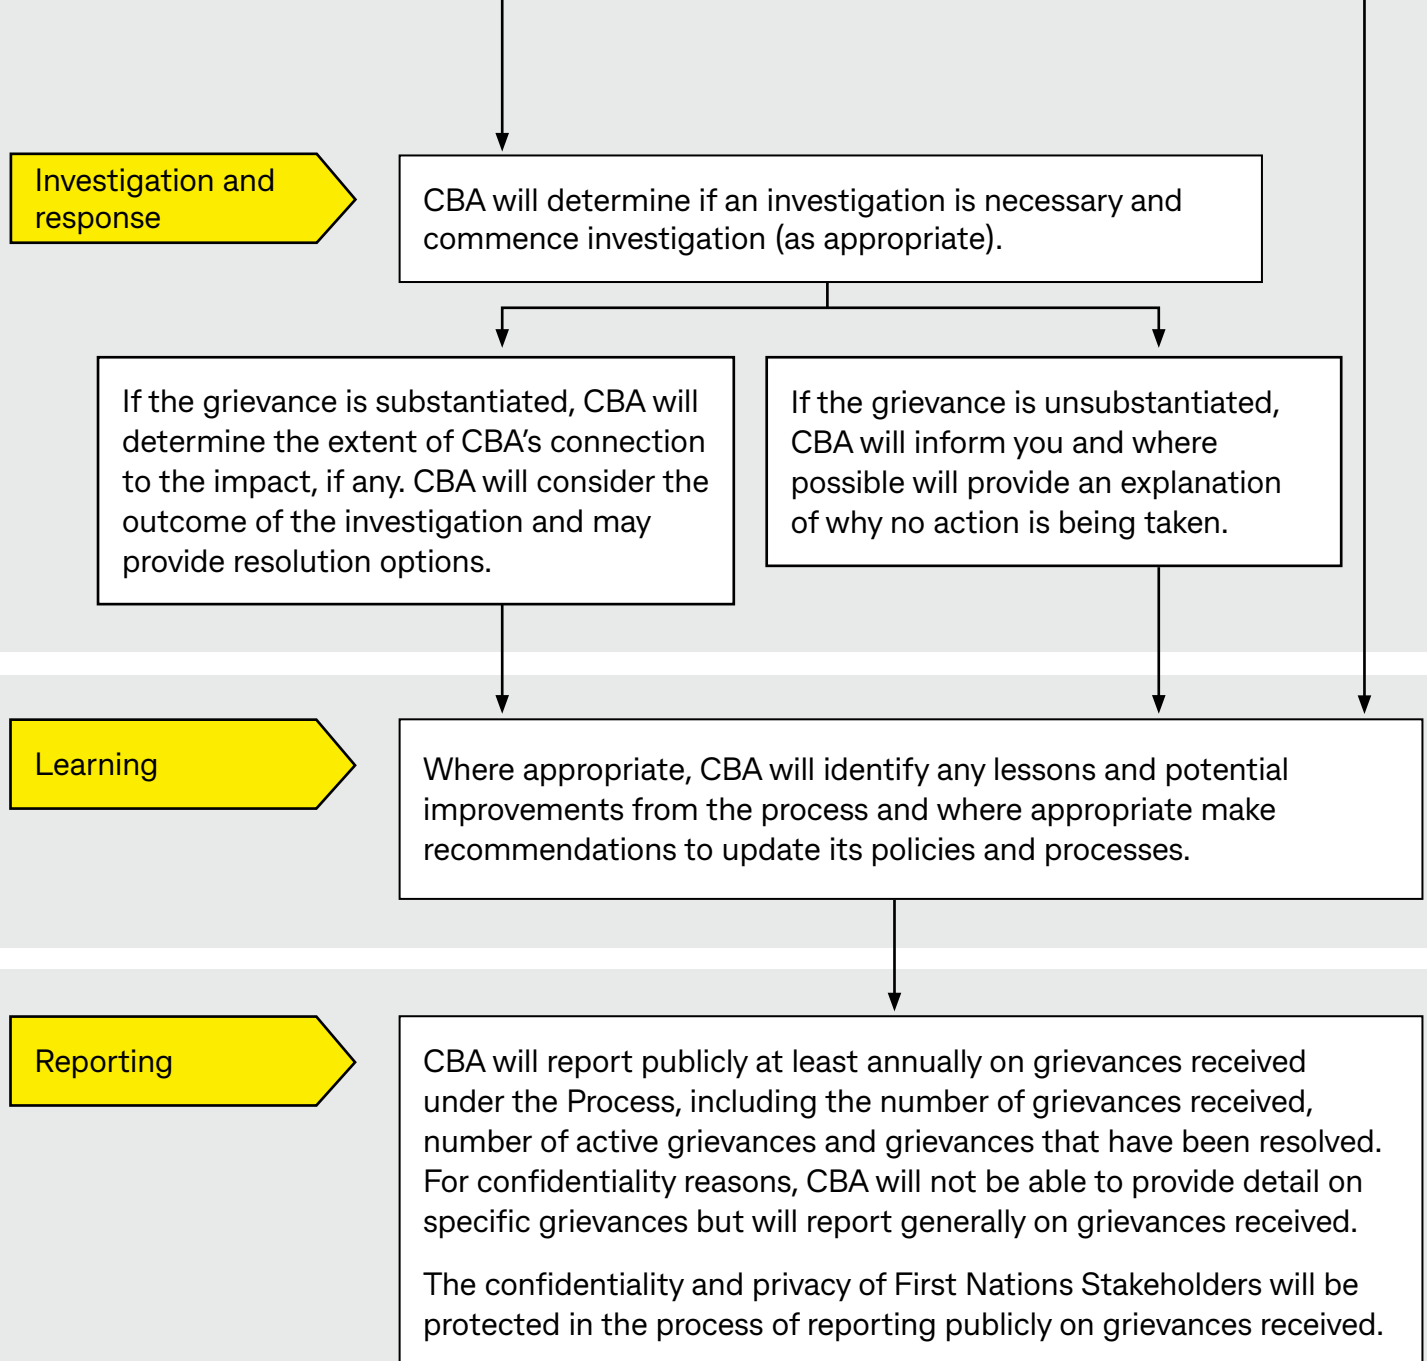 Investigation and
response
CBA will determine if an investigation is necessary and
commence investigation (as appropriate).
If the grievance is substantiated, CBA will
determine the extent of CBA’s connection
to the impact, if any. CBA will consider the
outcome of the investigation and may
provide resolution options.
If the grievance is unsubstantiated,
CBA will inform you and where
possible will provide an explanation
of why no action is being taken.
Learning
Where appropriate, CBA will identify any lessons and potential
improvements from the process and where appropriate make
recommendations to update its policies and processes.
Reporting
CBA will report publicly at least annually on grievances received
under the Process, including the number of grievances received,
number of active grievances and grievances that have been resolved.
For confidentiality reasons, CBA will not be able to provide detail on
specific grievances but will report generally on grievances received.
The confidentiality and privacy of First Nations Stakeholders will be
protected in the process of reporting publicly on grievances received.